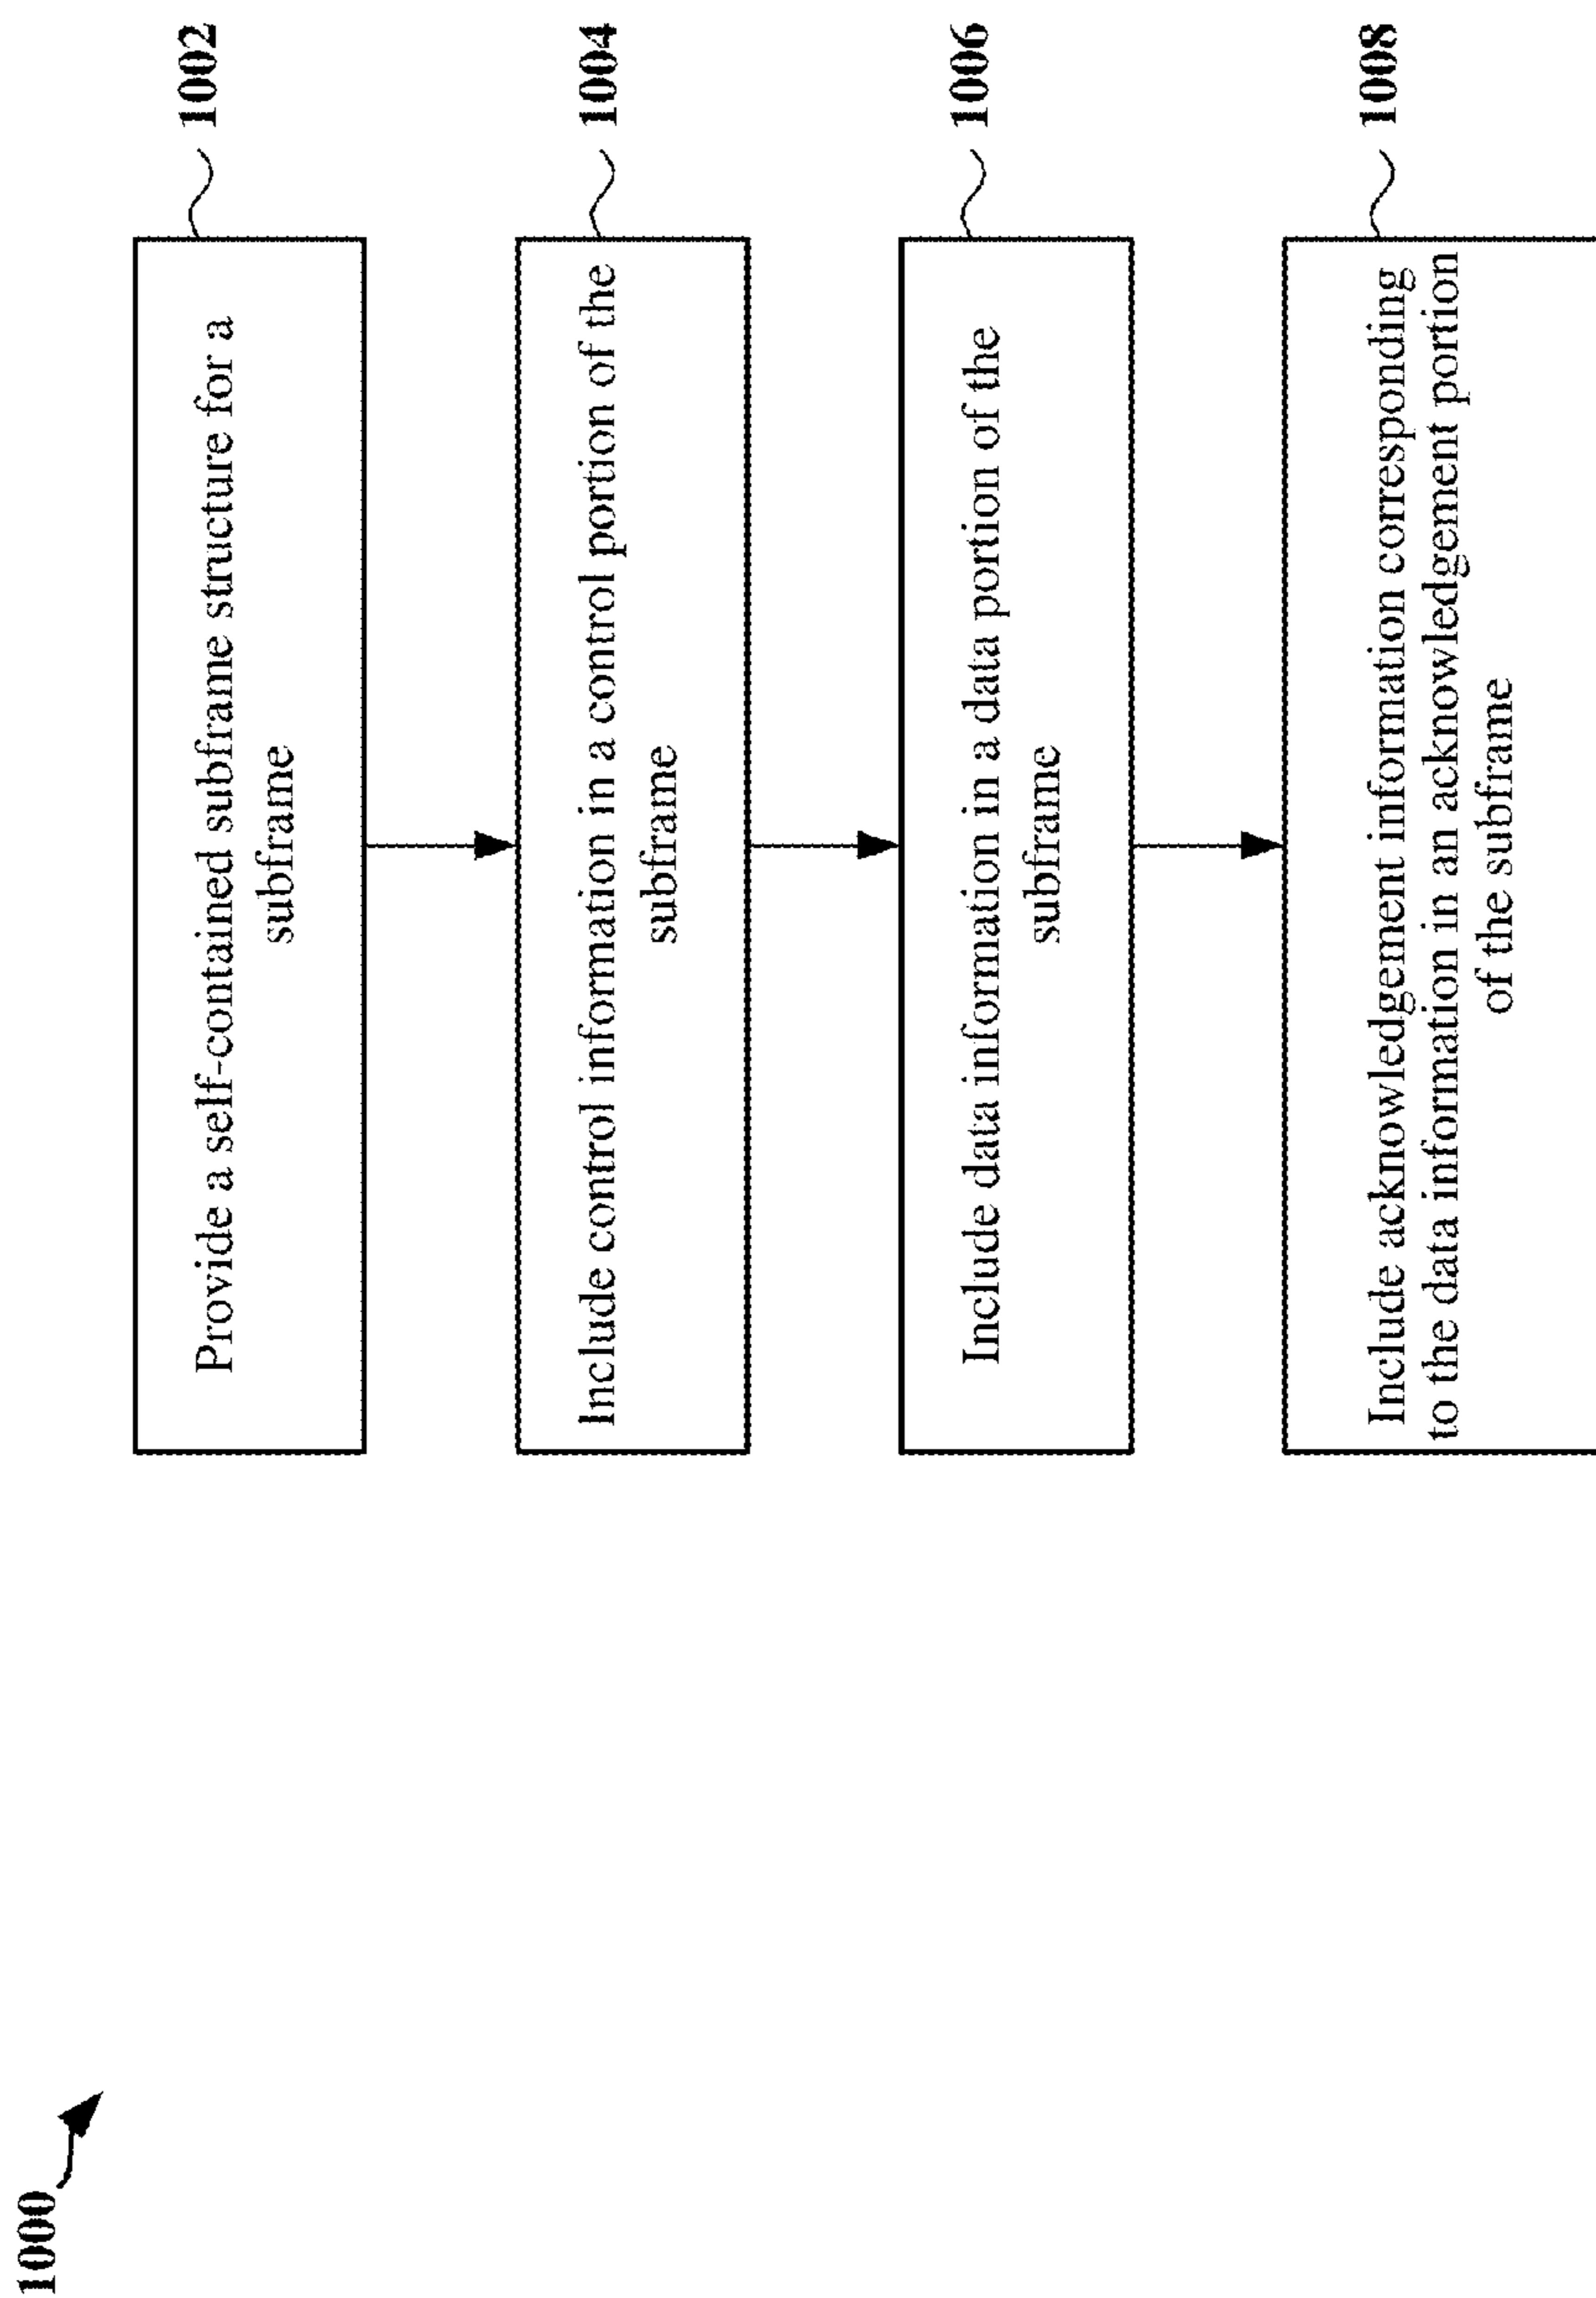 1000
Provide a self-contained subframe structure for a
subframe
1002
Include control information in a control portion of the
subframe
1004
Include data information in a data portion of the
subframe
1006
Include acknowledgement information corresponding
to the data information in an acknowledgement portion
of the subframe
1008